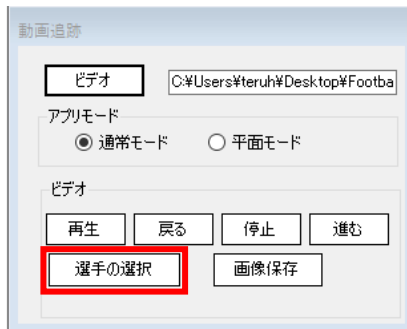 動画追跡
ビデオ C:¥Users¥teruh¥Desktop¥Footba
アプリモード
通常モード 平面モード
ビデオ
再生 戻る 停止 進む
選手の選択 画像保存